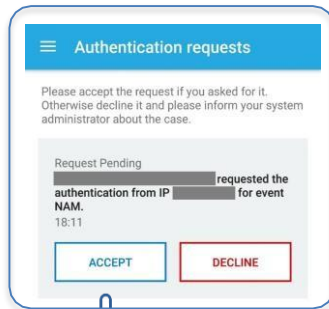 Authentication requests
Please accept the request if you asked for it.
Otherwise decline it and please inform your system
administrator about the case.
Request Pending
requested the
authentication from IP for event
NAM.
18:11
ACCEPT DECLINE